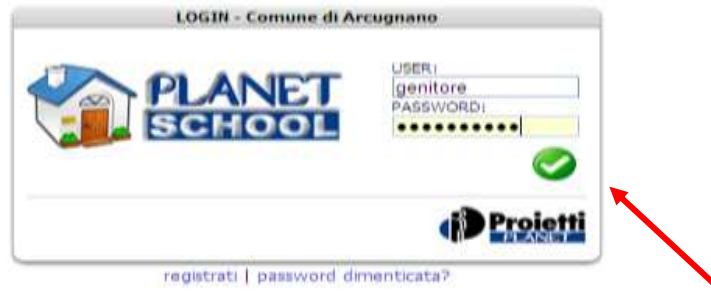 LOGIN - Comune di Arcugnano
PLANET
SCHOOL
USER:
genitore
PASSWORD:
••••••••••
Proietti
PLANET
registrati | password dimenticata?